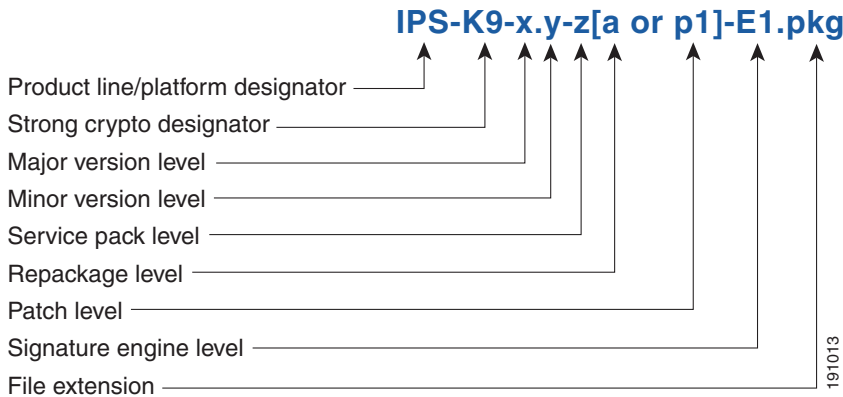 IPS-K9-x.y-z[a or p1]-E1.pkg
Product line/platform designator
Strong crypto designator
Major version level
Minor version level
Service pack level
Repackage level
Patch level
Signature engine level
File extension
191013